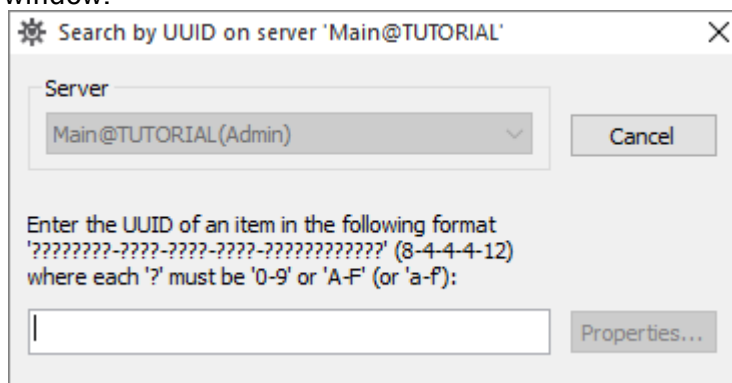 window.
Search by UUID on server 'Main@TUTORIAL'
Server
Main@TUTORIAL(Admin)
Cancel
Enter the UUID of an item in the following format
'????????-????-????-????-????????????' (8-4-4-4-12)
where each '?' must be '0-9' or 'A-F' (or 'a-f'):
Properties...